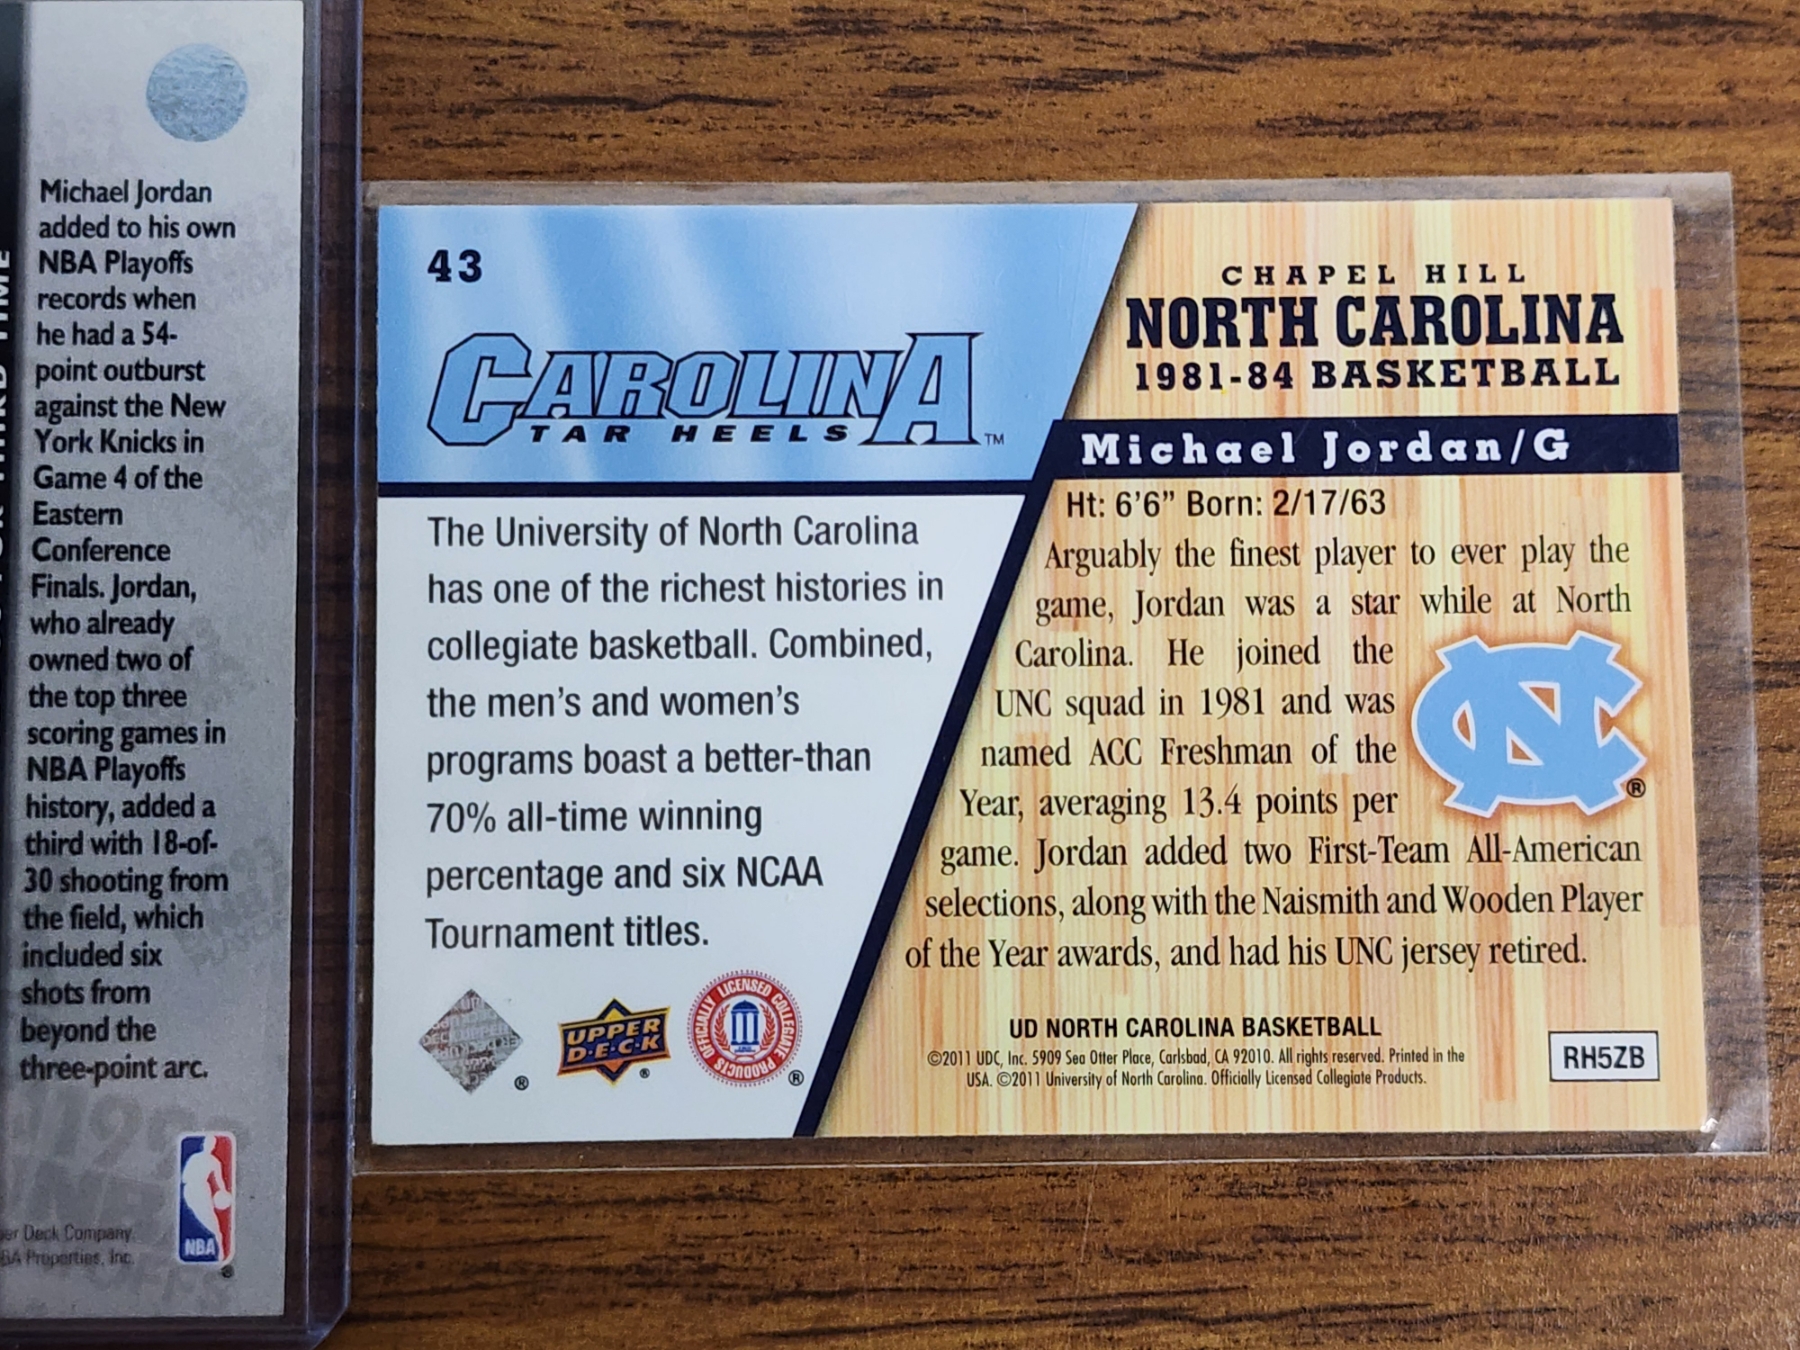 Michael Jordan
added to his own
NBA Playoffs
records when
he had a 54-
point outburst
against the New
York Knicks in
Game 4 of the
Eastern
Conference
Finals. Jordan,
who already
owned two of
the top three
scoring games in
NBA Playoffs
history, added a
third with 18-of-
30 shooting from
the field, which
included six
shots from
beyond the
three-point arc.
Deck Company.
Properties, Inc.
NBA
®
THIRD TIME
43
CAROLINA
TAR HEELS
™
The University of North Carolina
has one of the richest histories in
collegiate basketball. Combined,
the men's and women's
programs boast a better-than
70% all-time winning
percentage and six NCAA
Tournament titles.
®
UPPER
D·E·C·K
®
OFFICIALLY LICENSED COLLEGIATE PRODUCTS
®
CHAPEL HILL
NORTH CAROLINA
1981-84 BASKETBALL
Michael Jordan/G
Ht: 6'6" Born: 2/17/63
Arguably the finest player to ever play the
game, Jordan was a star while at North
Carolina. He joined the
UNC squad in 1981 and was
named ACC Freshman of the
Year, averaging 13.4 points per
game. Jordan added two First-Team All-American
selections, along with the Naismith and Wooden Player
of the Year awards, and had his UNC jersey retired.
NC
®
UD NORTH CAROLINA BASKETBALL
©2011 UDC, Inc. 5909 Sea Otter Place, Carlsbad, CA 92010. All rights reserved. Printed in the
USA. ©2011 University of North Carolina. Officially Licensed Collegiate Products.
RH5ZB